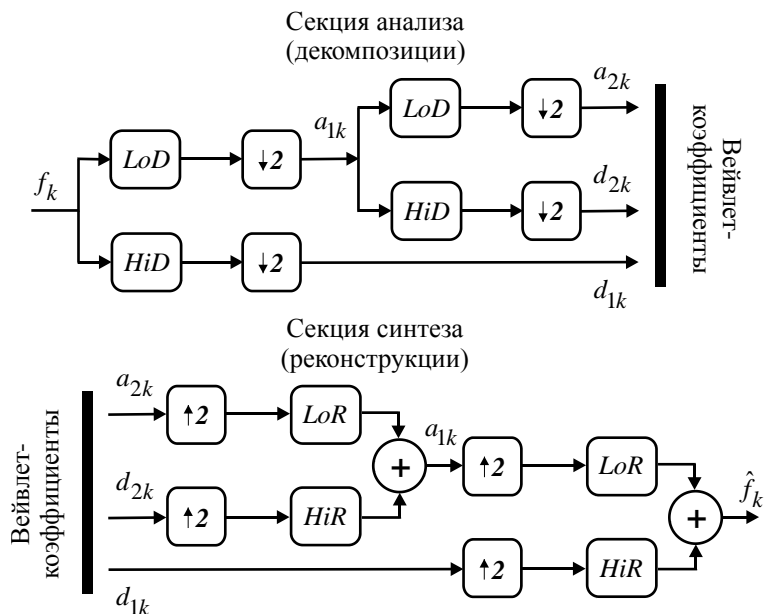 Секция анализа
(декомпозиции)
a2k
LoD
↓2
a1k
LoD
↓2
d2k
fk
HiD
↓2
HiD
↓2
d1k
Вейвлет-
коэффициенты
Секция синтеза
(реконструкции)
Вейвлет-
коэффициенты
a2k
↑2
LoR
a1k
↑2
LoR
+
d2k
↑2
HiR
+
f̂k
d1k
↑2
HiR